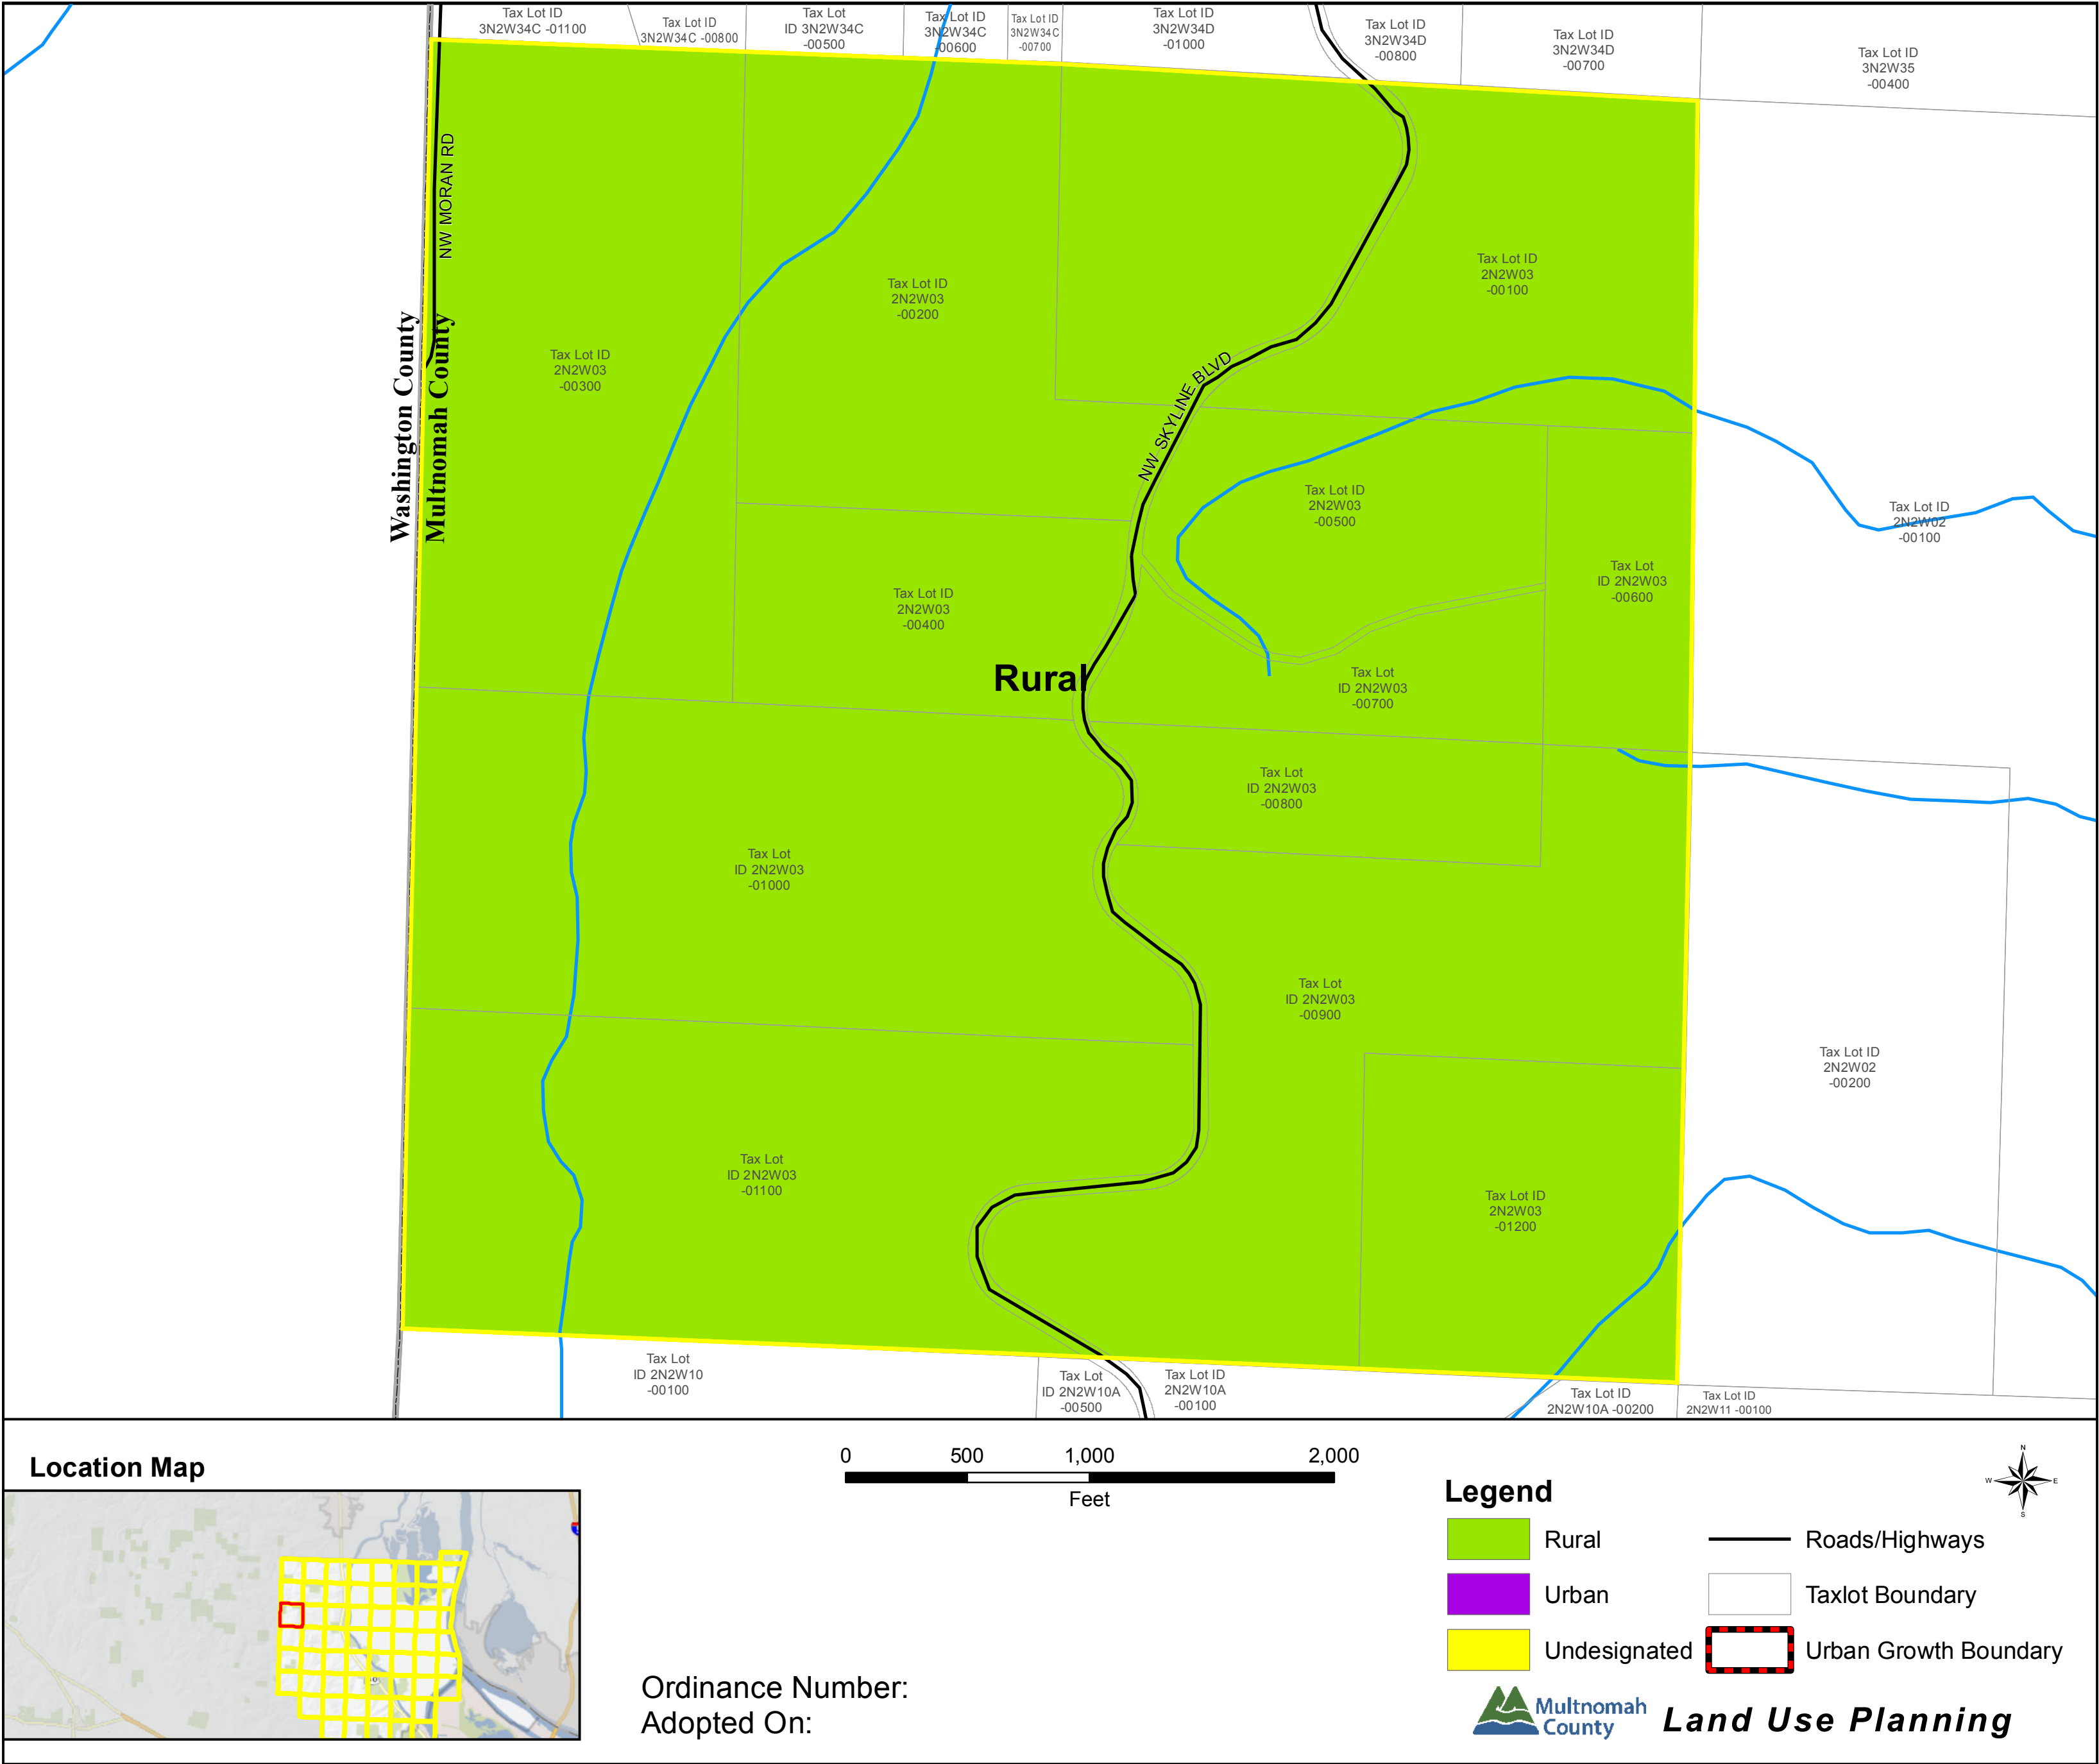 Tax Lot ID
3N2W34C -01100
Tax Lot ID
3N2W34C -00800
Tax Lot
ID 3N2W34C
-00500
Tax Lot ID
3N2W34C
-00600
Tax Lot ID
3N2W34C
-00700
Tax Lot ID
3N2W34D
-01000
Tax Lot ID
3N2W34D
-00800
Tax Lot ID
3N2W34D
-00700
Tax Lot ID
3N2W35
-00400
NW MORAN RD
Washington County
Multnomah County
Tax Lot ID
2N2W03
-00300
Tax Lot ID
2N2W03
-00200
Tax Lot ID
2N2W03
-00100
NW SKYLINE BLVD
Tax Lot ID
2N2W03
-00500
Tax Lot ID
2N2W02
-00100
Tax Lot
ID 2N2W03
-00600
Tax Lot ID
2N2W03
-00400
Rural
Tax Lot
ID 2N2W03
-00700
Tax Lot
ID 2N2W03
-00800
Tax Lot
ID 2N2W03
-01000
Tax Lot
ID 2N2W03
-00900
Tax Lot ID
2N2W02
-00200
Tax Lot
ID 2N2W03
-01100
Tax Lot ID
2N2W03
-01200
Tax Lot
ID 2N2W10
-00100
Tax Lot
ID 2N2W10A
-00500
Tax Lot ID
2N2W10A
-00100
Tax Lot ID
2N2W10A -00200
Tax Lot ID
2N2W11 -00100
Location Map
0 500 1,000 2,000
Feet
N
W E
S
Legend
Rural
Roads/Highways
Urban
Taxlot Boundary
Undesignated
Urban Growth Boundary
Ordinance Number:
Adopted On:
Multnomah
County
Land Use Planning